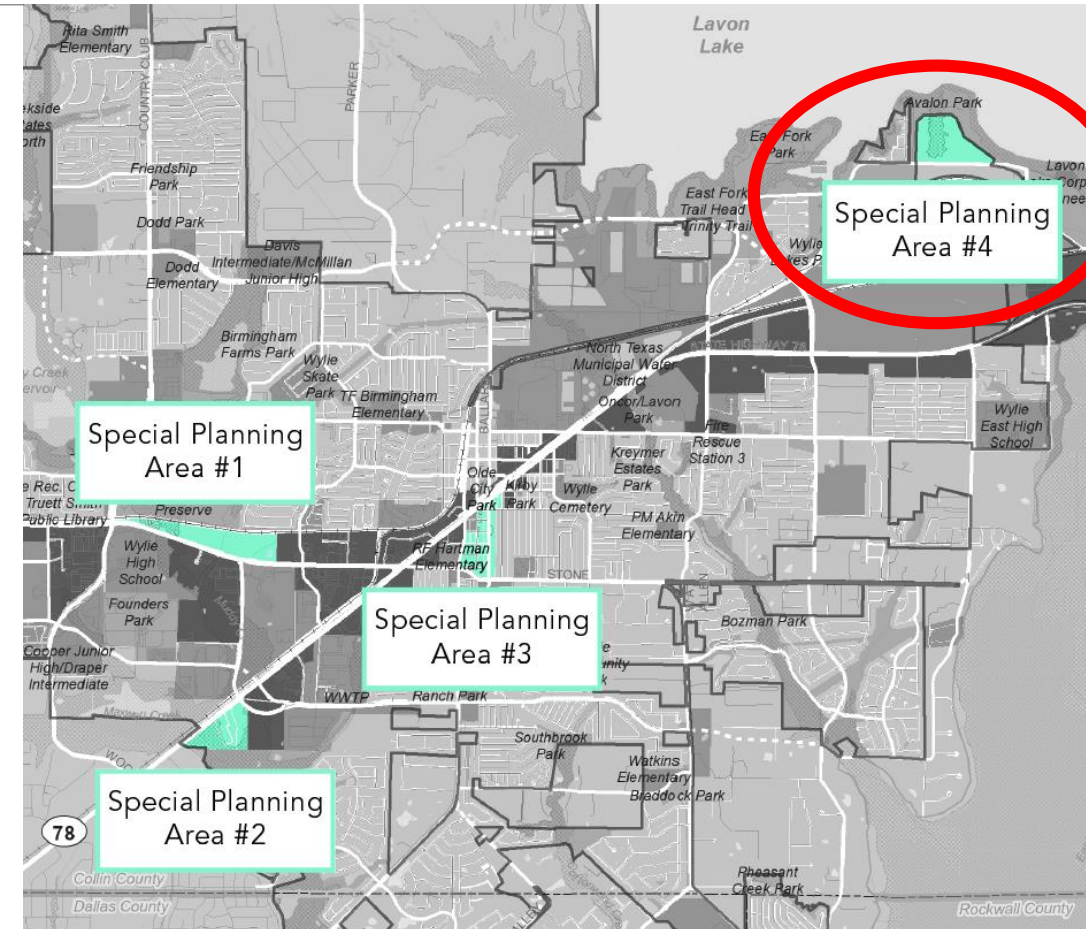 Rita Smith
Elementary
COUNTRY CLUB
PARKER
Lavon
Lake
Avalon Park
East Fork
Park
Friendship
Park
East Fork
Trail Head
Trinity Trail
Special Planning
Area #4
Dodd Park
Davis
Intermediate/McMillan
Junior High
Dodd
Elementary
Birmingham
Farms Park
Wylie
Skate
Park
TF Birmingham
Elementary
BALLARD
North Texas
Municipal Water
District
STATE HIGHWAY 78
Oncor/Lavon
Park
Wylie
East High
School
Special Planning
Area #1
Fire
Rescue
Station 3
Kreymer
Estates
Park
Olde
City
Park
Kirby
Park
Wylie
Cemetery
Truett Smith
Public Library
Preserve
PM Akin
Elementary
Wylie
High
School
RF Hartman
Elementary
STONE
Founders
Park
Special Planning
Area #3
Bozman Park
Cooper Junior
High/Draper
Intermediate
WWTP
Ranch Park
Maxwell Creek
Southbrook
Park
Watkins
Elementary
Braddock Park
Special Planning
Area #2
78
Pheasant
Creek Park
Collin County
Dallas County
Rockwall County